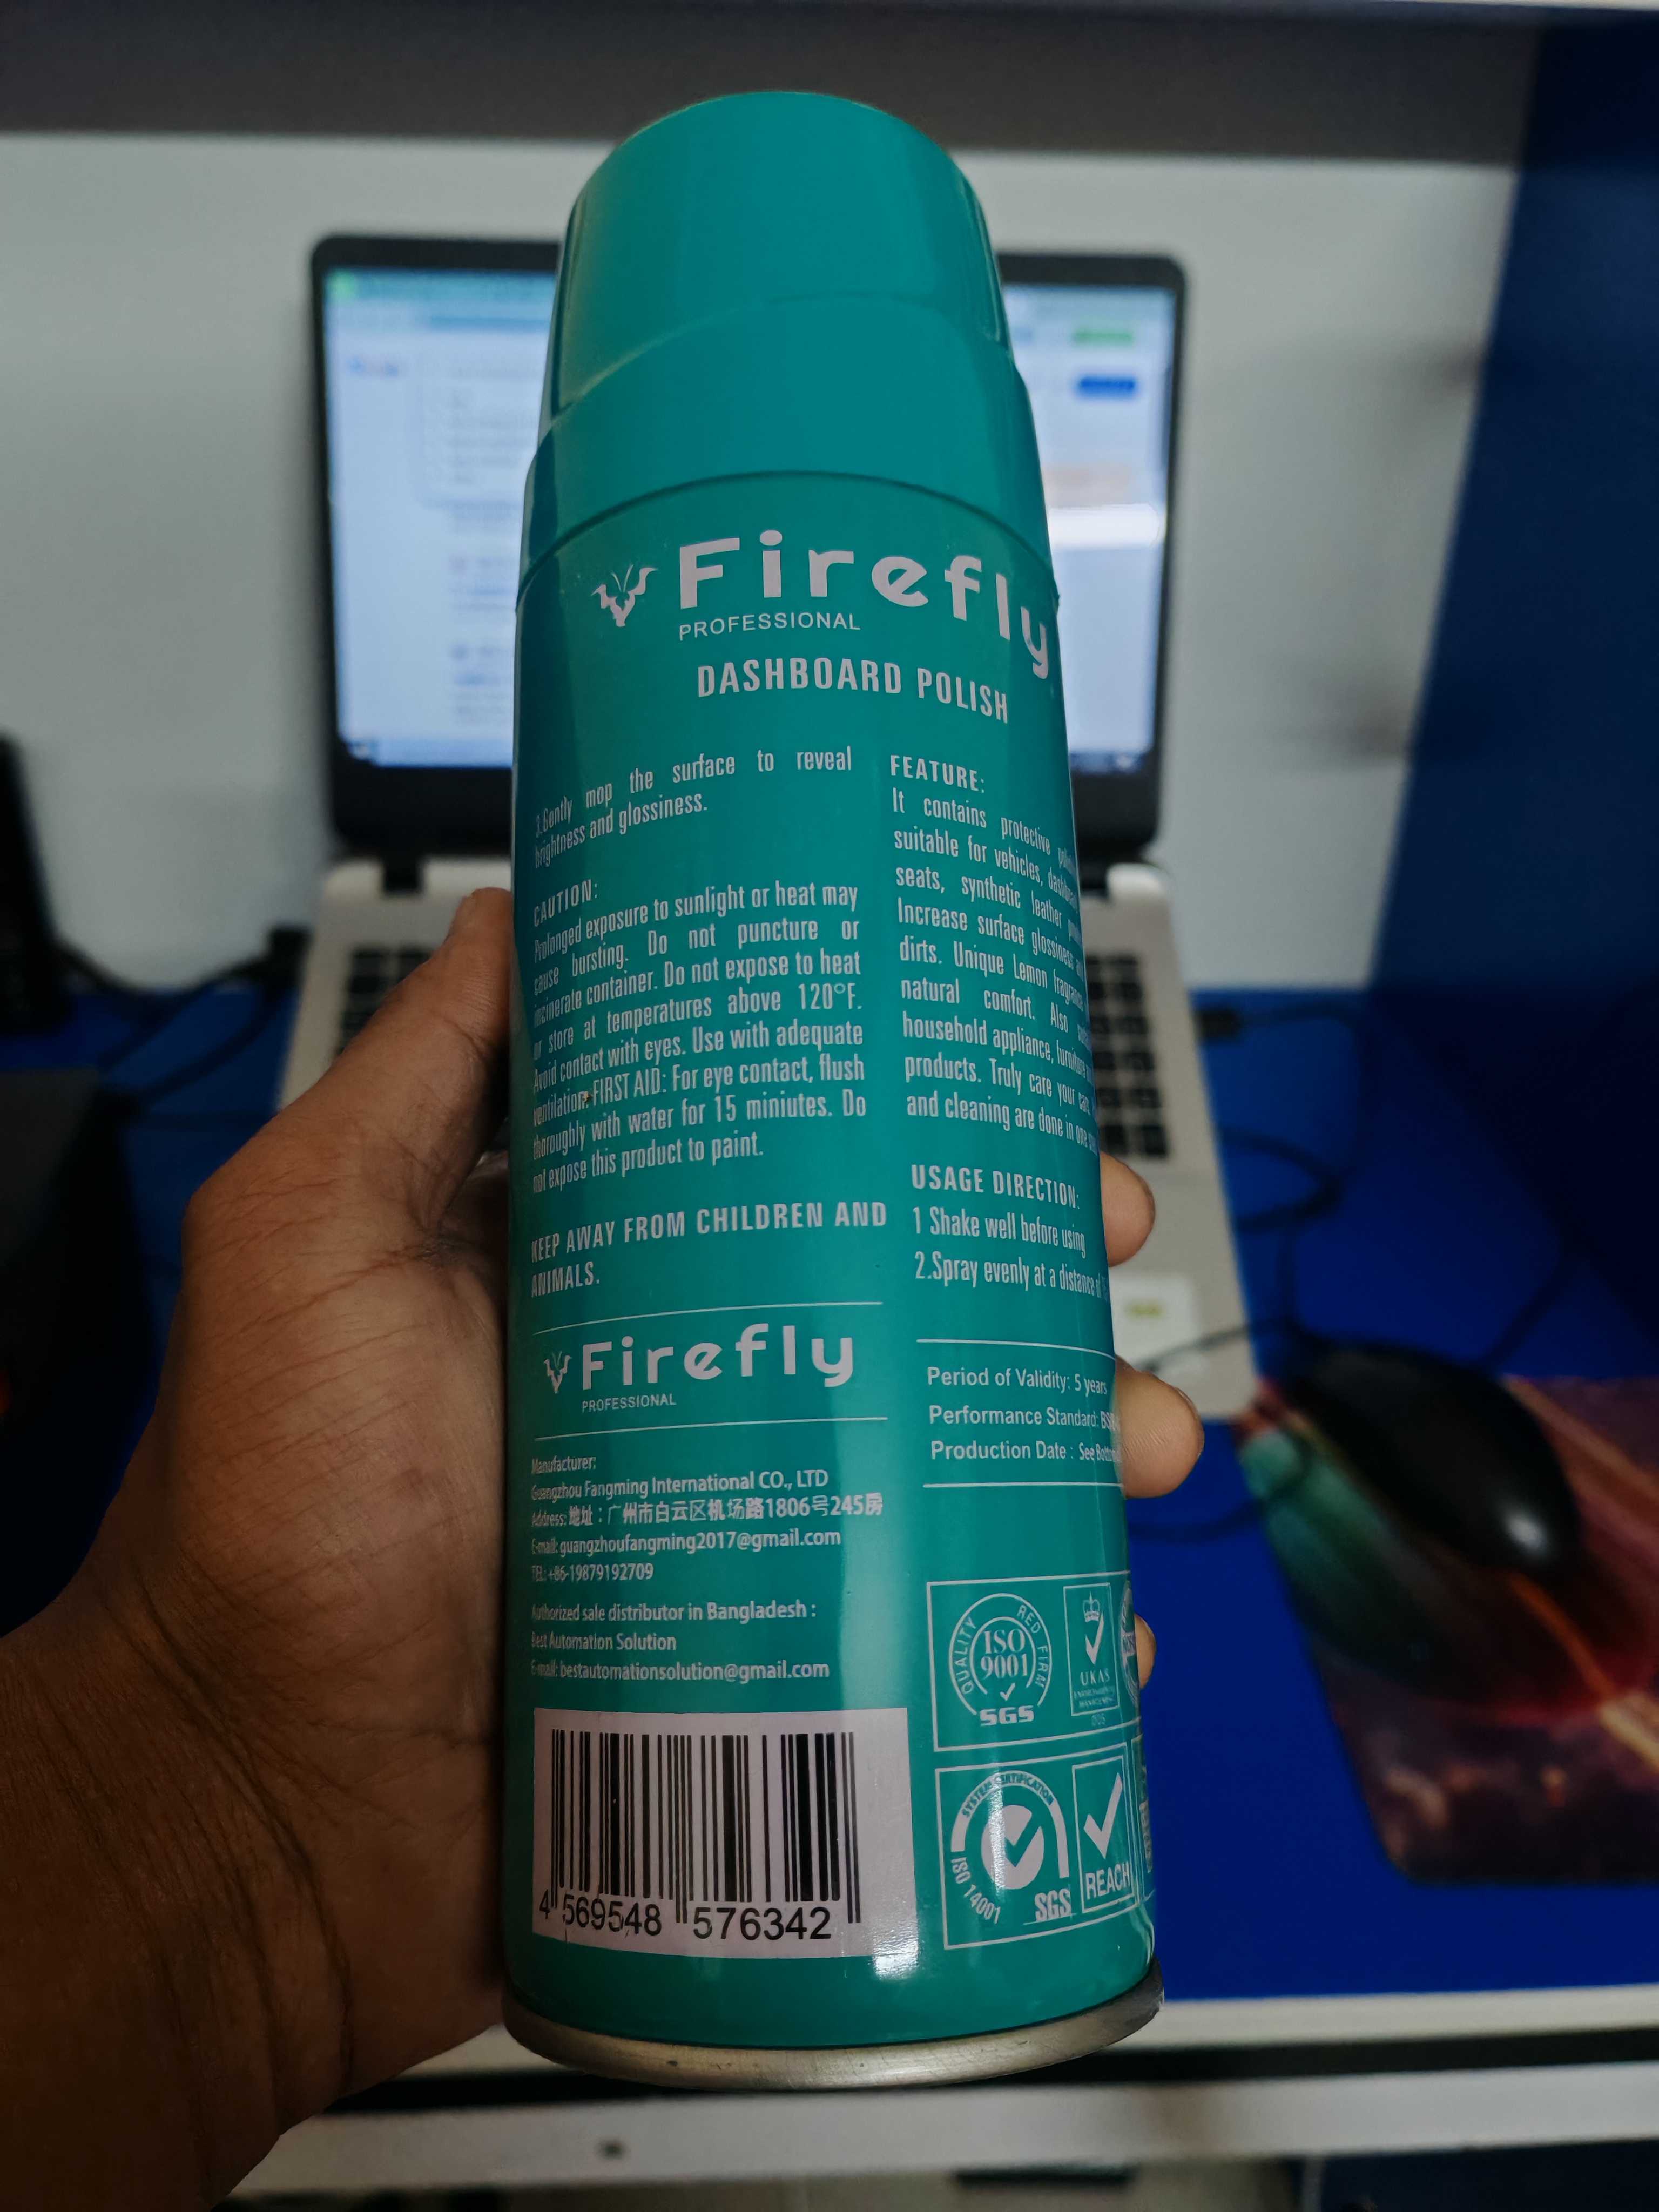 Firefly
PROFESSIONAL
DASHBOARD POLISH
3.Gently mop the surface to reveal
brightness and glossiness.
CAUTION:
Prolonged exposure to sunlight or heat may
cause bursting. Do not puncture or
incinerate container. Do not expose to heat
or store at temperatures above 120°F.
Avoid contact with eyes. Use with adequate
ventilation. FIRST AID: For eye contact, flush
thoroughly with water for 15 miniutes. Do
not expose this product to paint.
KEEP AWAY FROM CHILDREN AND
ANIMALS.
Firefly
PROFESSIONAL
Manufacturer:
Guangzhou Fangming International CO., LTD
Address: 地址：广州市白云区机场路1806号245房
E-mail: guangzhoufangming2017@gmail.com
TEL: +86-19879192709
Authorized sale distributor in Bangladesh :
Best Automation Solution
E-mail: bestautomationsolution@gmail.com
4 569548 576342
FEATURE:
It contains protective
suitable for vehicles,
seats, synthetic leather
Increase surface glossiness
dirts. Unique Lemon fragrance
natural comfort. Also
household appliance, furniture
products. Truly care your car,
and cleaning are done in one
USAGE DIRECTION:
1 Shake well before using
2.Spray evenly at a distance of
Period of Validity: 5 years
Performance Standard:
Production Date : See
QUALITY RED FIRM
ISO
9001
SGS
UKAS
005
SYSTEM CERTIFICATION
ISO 14001
SGS
REACH